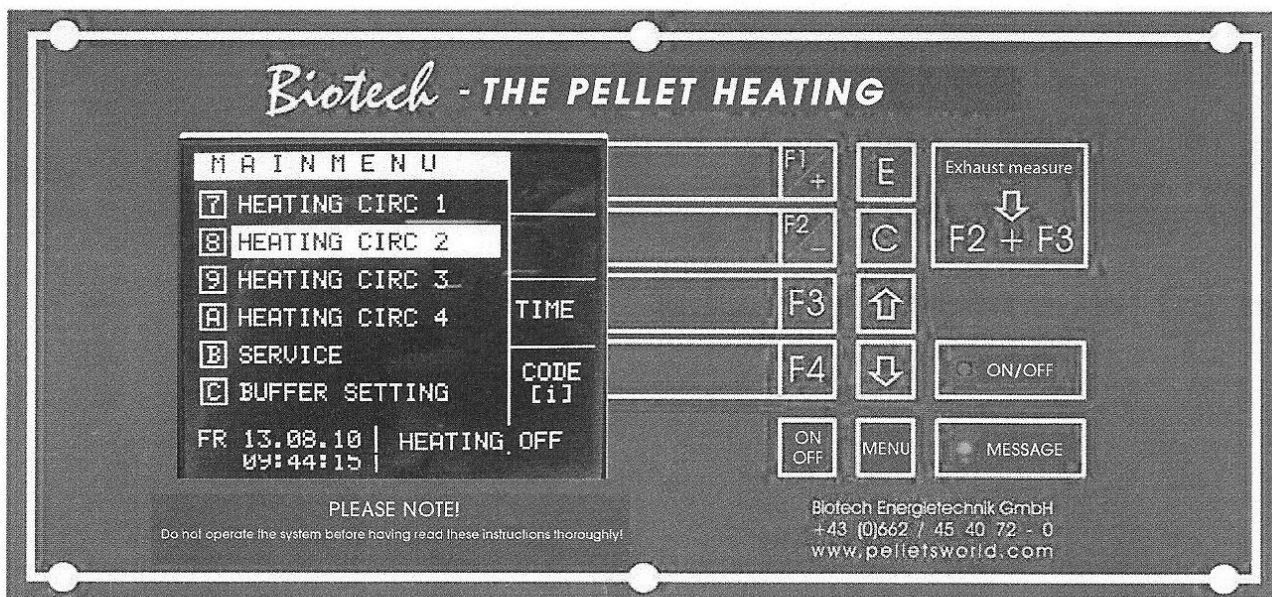 Biotech - THE PELLET HEATING
MAINMENU
7 HEATING CIRC 1
8 HEATING CIRC 2
9 HEATING CIRC 3
A HEATING CIRC 4
B SERVICE
C BUFFER SETTING
TIME
CODE
[i]
FR 13.08.10 | HEATING OFF
09:44:15 |
F1/+
F2/-
F3
F4
E
C
ON
OFF
MENU
Exhaust measure
F2 + F3
ON/OFF
MESSAGE
PLEASE NOTE!
Do not operate the system before having read these instructions thoroughly!
Biotech Energietechnik GmbH
+43 (0)662 / 45 40 72 - 0
www.pelletsworld.com